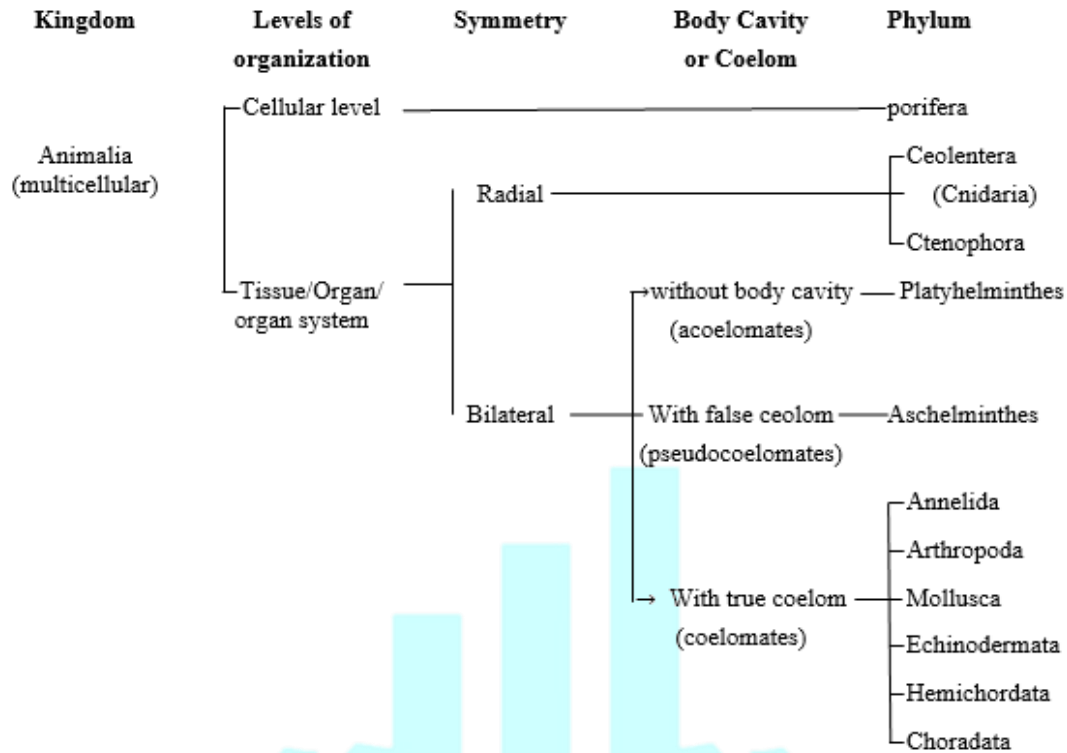 Kingdom Levels of organization Symmetry Body Cavity or Coelom Phylum
Cellular level porifera
Animalia
(multicellular)
Ceolentera
Radial (Cnidaria)
Ctenophora
Tissue/Organ/
organ system
without body cavity Platyhelminthes
(acoelomates)
Bilateral With false ceolom Aschelminthes
(pseudocoelomates)
Annelida
Arthropoda
With true coelom Mollusca
(coelomates)
Echinodermata
Hemichordata
Choradata